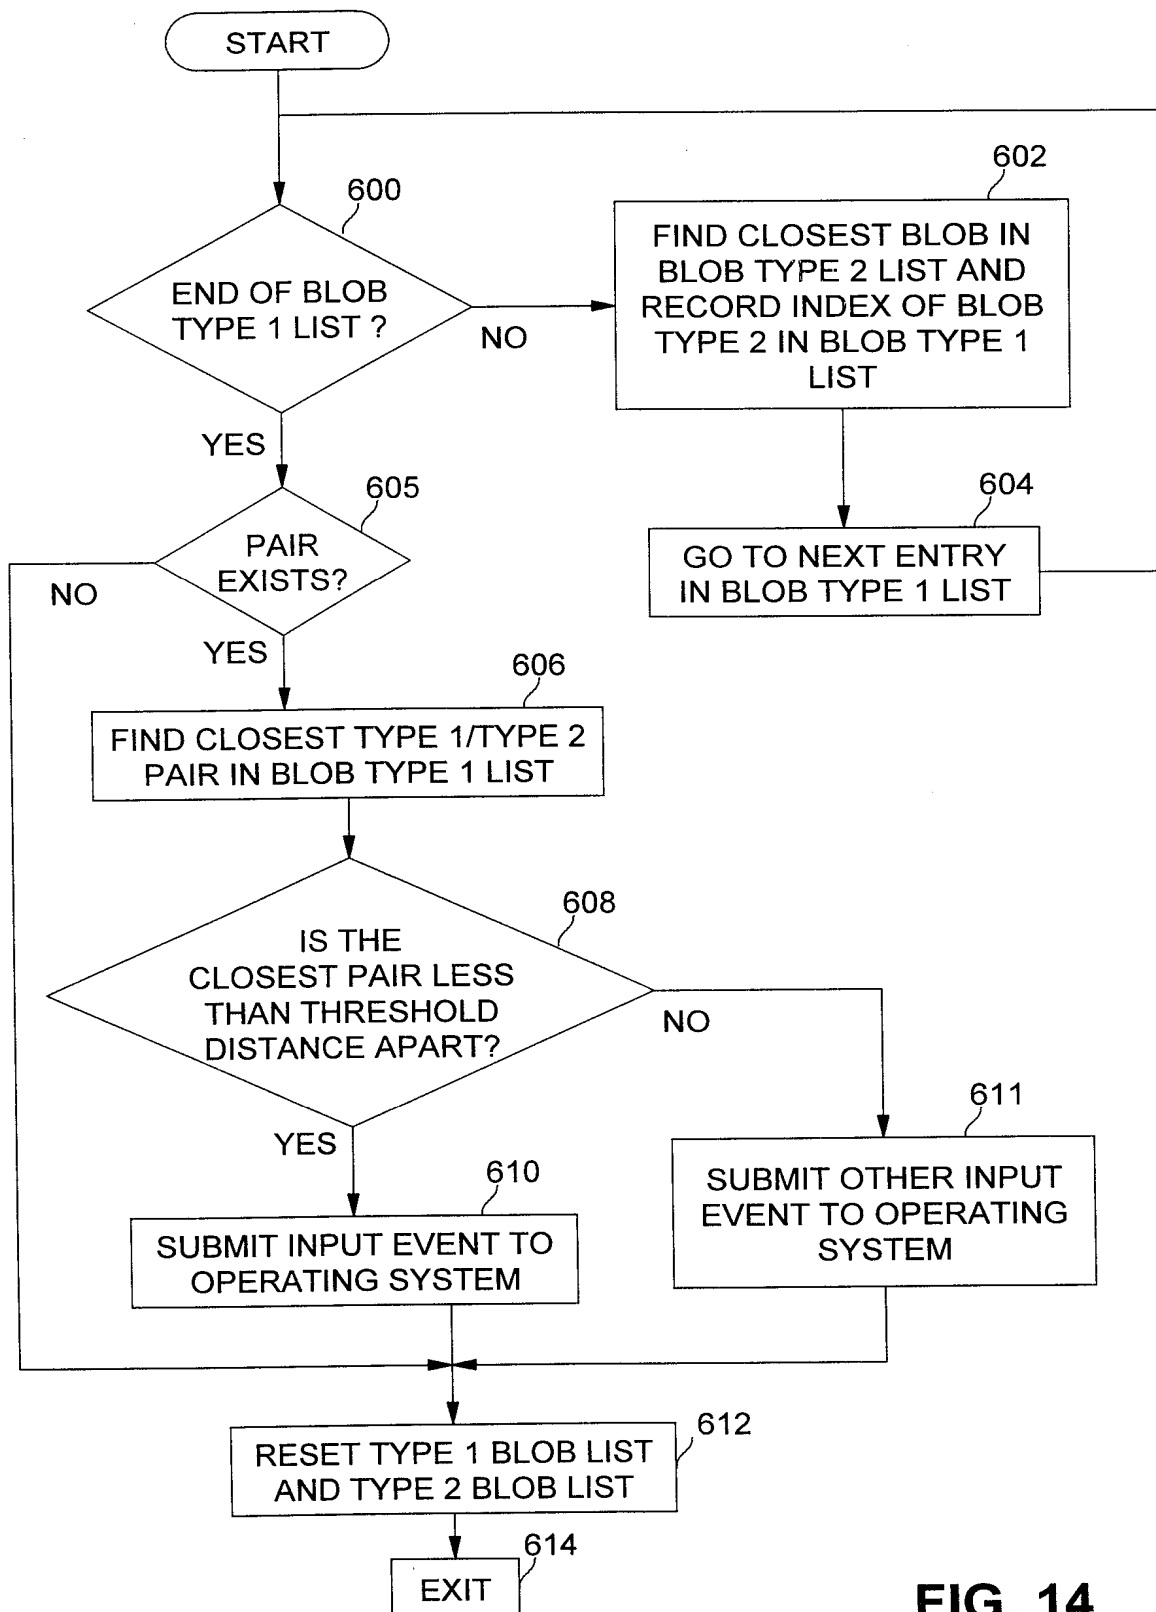 START
600
END OF BLOB
TYPE 1 LIST ?
NO
YES
602
FIND CLOSEST BLOB IN
BLOB TYPE 2 LIST AND
RECORD INDEX OF BLOB
TYPE 2 IN BLOB TYPE 1
LIST
604
GO TO NEXT ENTRY
IN BLOB TYPE 1 LIST
605
PAIR
EXISTS?
NO
YES
606
FIND CLOSEST TYPE 1/TYPE 2
PAIR IN BLOB TYPE 1 LIST
608
IS THE
CLOSEST PAIR LESS
THAN THRESHOLD
DISTANCE APART?
NO
YES
610
SUBMIT INPUT EVENT TO
OPERATING SYSTEM
611
SUBMIT OTHER INPUT
EVENT TO OPERATING
SYSTEM
612
RESET TYPE 1 BLOB LIST
AND TYPE 2 BLOB LIST
614
EXIT
FIG. 14